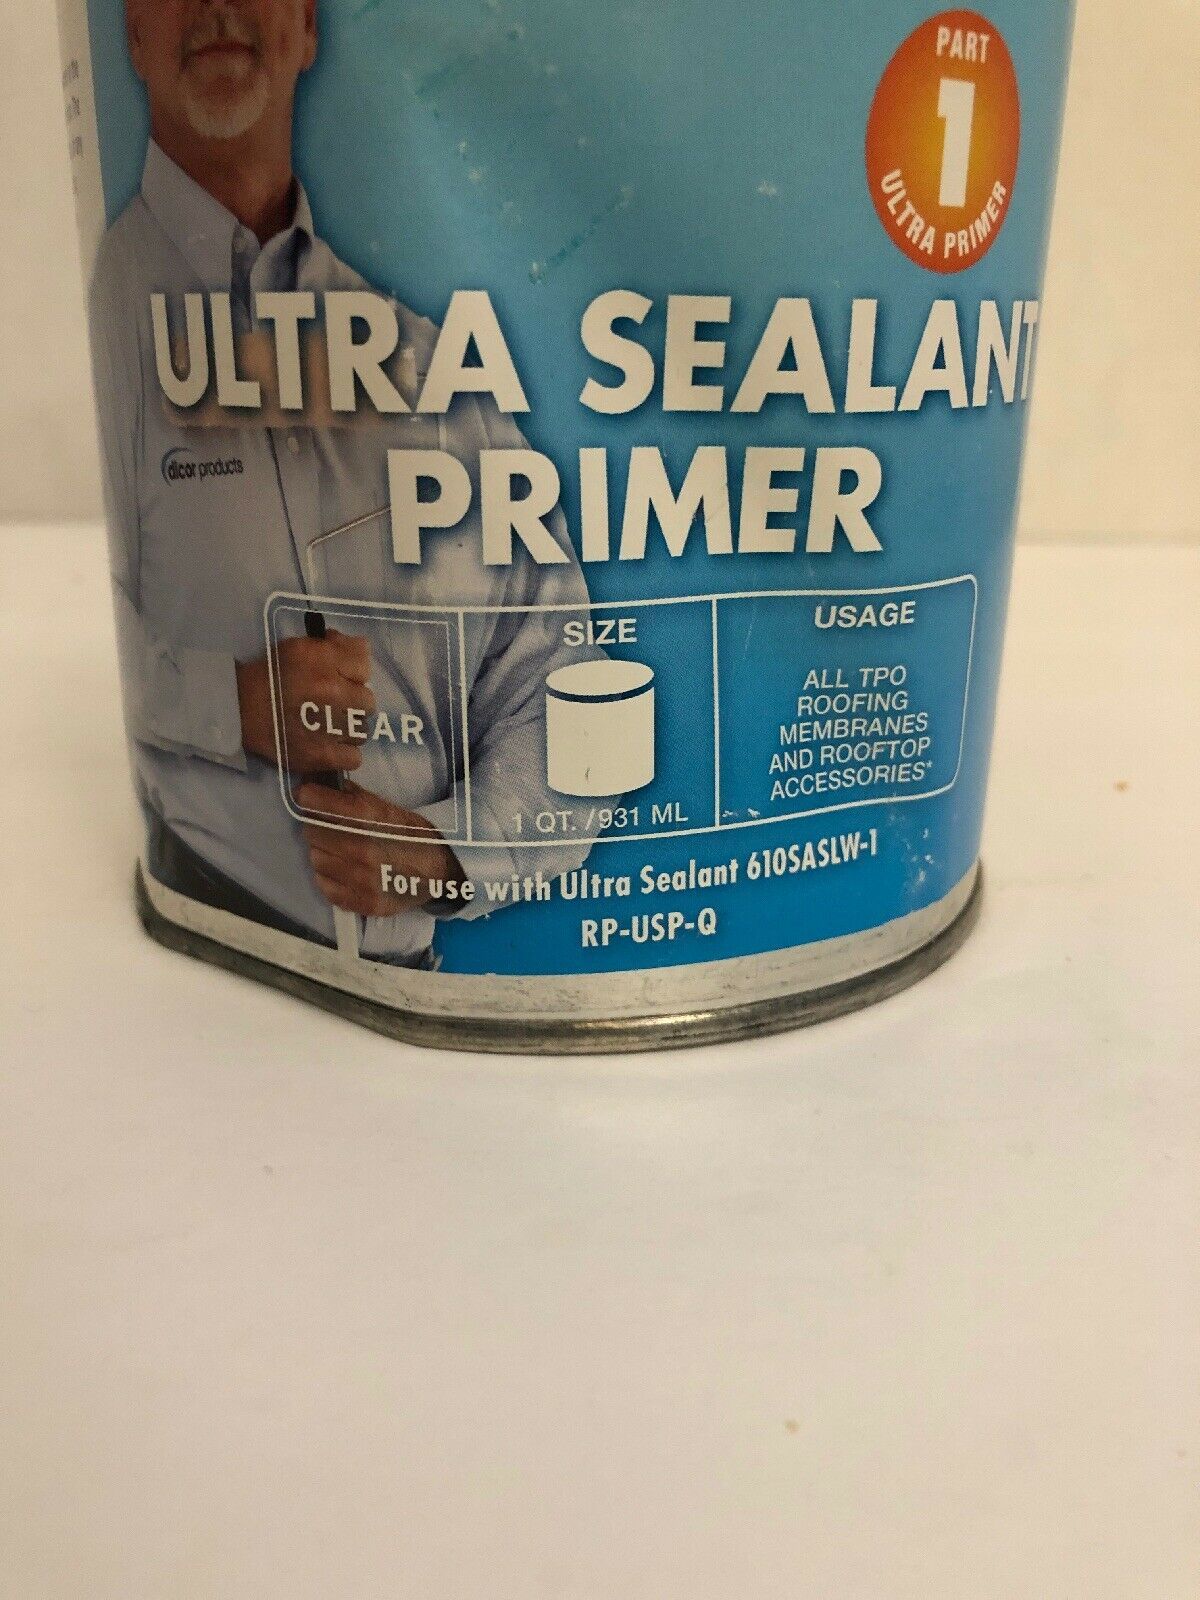 PART
1
ULTRA PRIMER
ULTRA SEALANT
PRIMER
dicor products
CLEAR
SIZE
1 QT. /931 ML
USAGE
ALL TPO
ROOFING
MEMBRANES
AND ROOFTOP
ACCESSORIES*
For use with Ultra Sealant 610SASLW-1
RP-USP-Q